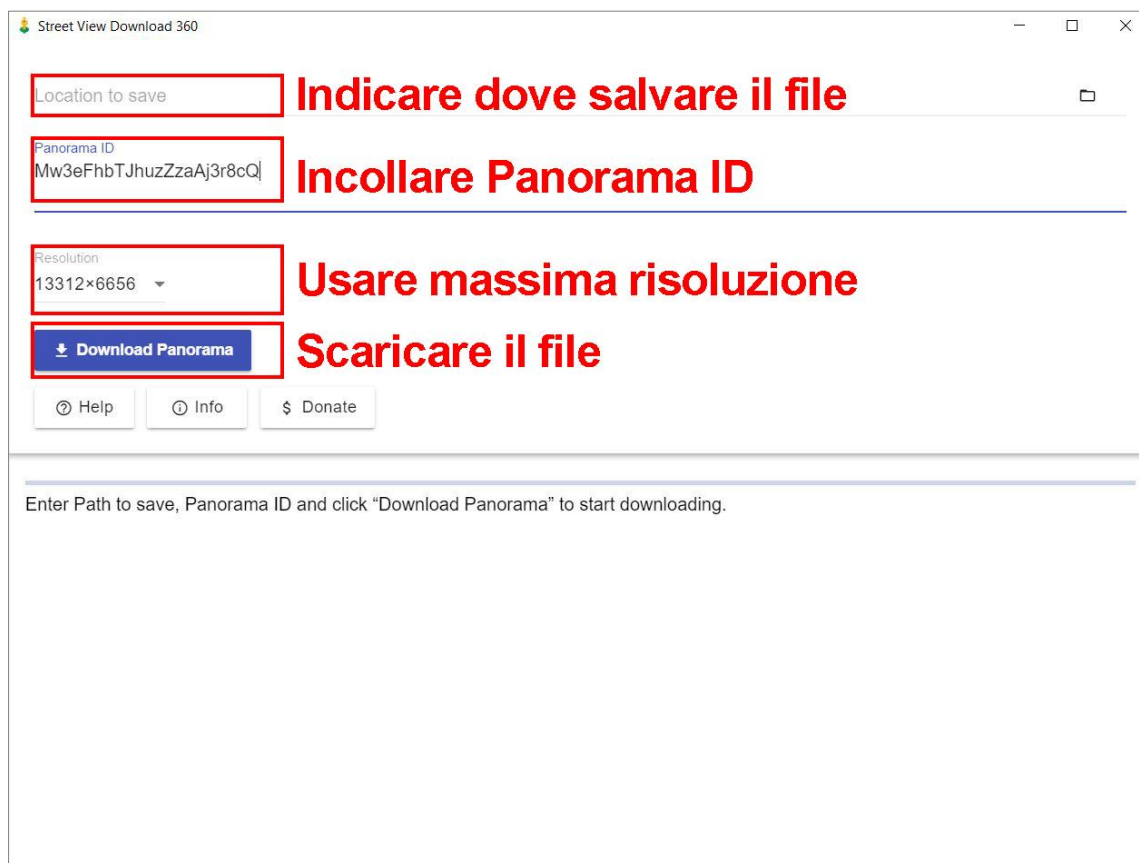 Street View Download 360
Location to save
Indicare dove salvare il file
Panorama ID
Mw3eFhbTJhuzZzaAj3r8cQ
Incollare Panorama ID
Resolution
13312×6656
Usare massima risoluzione
Download Panorama
Scaricare il file
Help
Info
$ Donate
Enter Path to save, Panorama ID and click “Download Panorama” to start downloading.